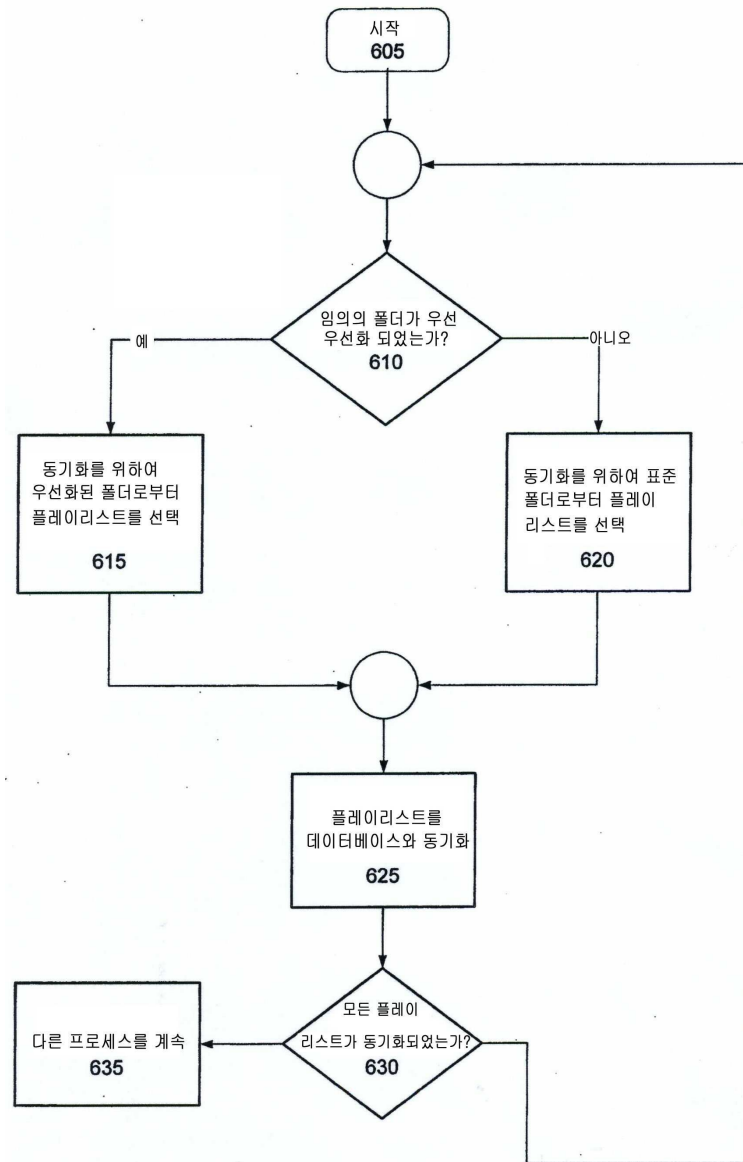 시작
605
임의의 폴더가 우선
우선화 되었는가?
610
예
아니오
동기화를 위하여
우선화된 폴더로부터
플레이리스트를 선택
615
동기화를 위하여 표준
폴더로부터 플레이
리스트를 선택
620
플레이리스트를
데이터베이스와 동기화
625
모든 플레이
리스트가 동기화되었는가?
630
다른 프로세스를 계속
635